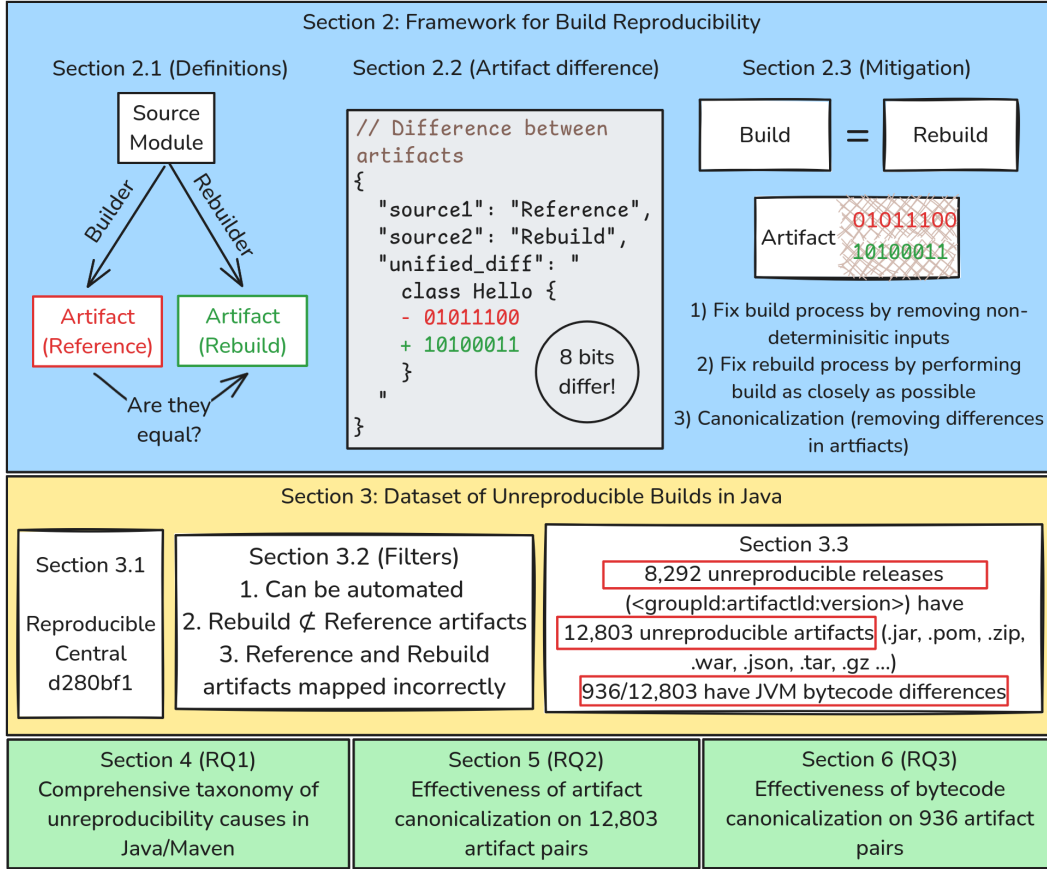 Section 2: Framework for Build Reproducibility
Section 2.1 (Definitions)
Source
Module
Builder
Rebuilder
Artifact
(Reference)
Artifact
(Rebuild)
Are they
equal?
Section 2.2 (Artifact difference)
// Difference between
artifacts
{
"source1": "Reference",
"source2": "Rebuild",
"unified_diff": "
class Hello {
- 01011100
+ 10100011
}
"
}
8 bits
differ!
Section 2.3 (Mitigation)
Build
=
Rebuild
Artifact
01011100
10100011
1) Fix build process by removing non-
determinisitic inputs
2) Fix rebuild process by performing
build as closely as possible
3) Canonicalization (removing differences
in artfiacts)
Section 3: Dataset of Unreproducible Builds in Java
Section 3.1
Reproducible
Central
d280bf1
Section 3.2 (Filters)
1. Can be automated
2. Rebuild ⊄ Reference artifacts
3. Reference and Rebuild
artifacts mapped incorrectly
Section 3.3
8,292 unreproducible releases
(<groupId:artifactId:version>) have
12,803 unreproducible artifacts (.jar, .pom, .zip,
.war, .json, .tar, .gz ...)
936/12,803 have JVM bytecode differences
Section 4 (RQ1)
Comprehensive taxonomy of
unreproducibility causes in
Java/Maven
Section 5 (RQ2)
Effectiveness of artifact
canonicalization on 12,803
artifact pairs
Section 6 (RQ3)
Effectiveness of bytecode
canonicalization on 936 artifact
pairs